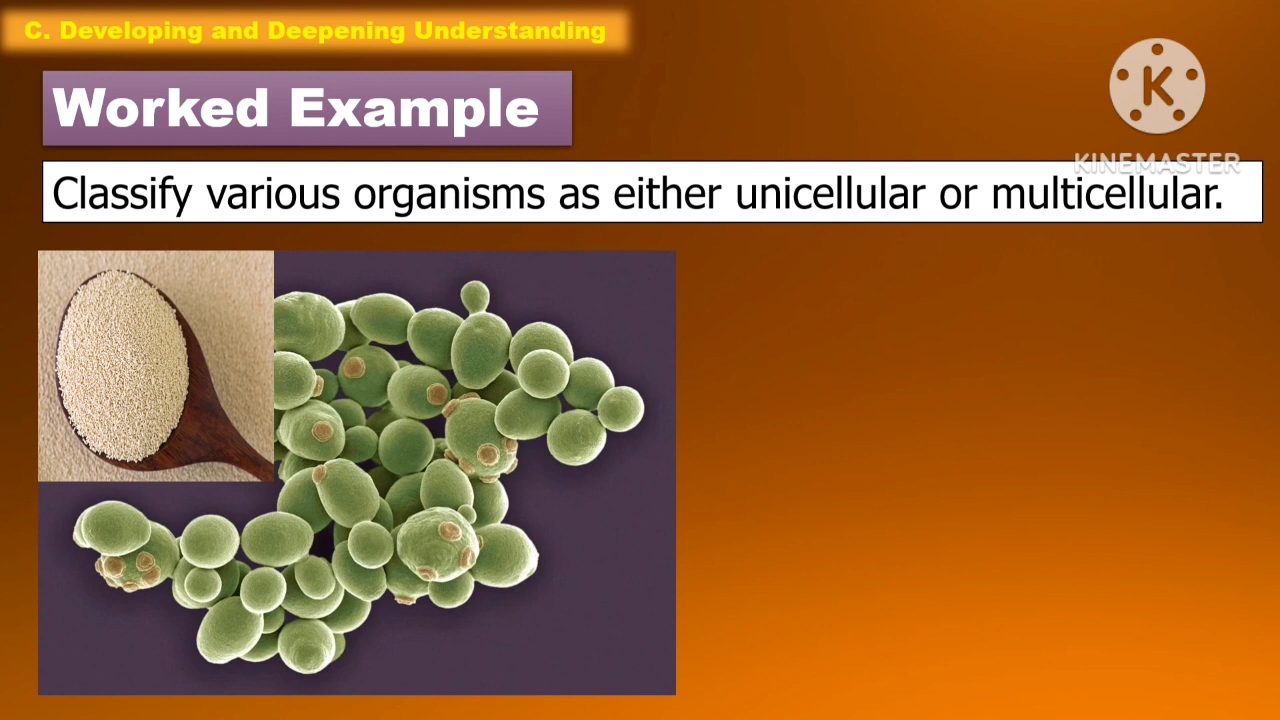 C. Developing and Deepening Understanding
Worked Example
K
KINEMASTER
Classify various organisms as either unicellular or multicellular.